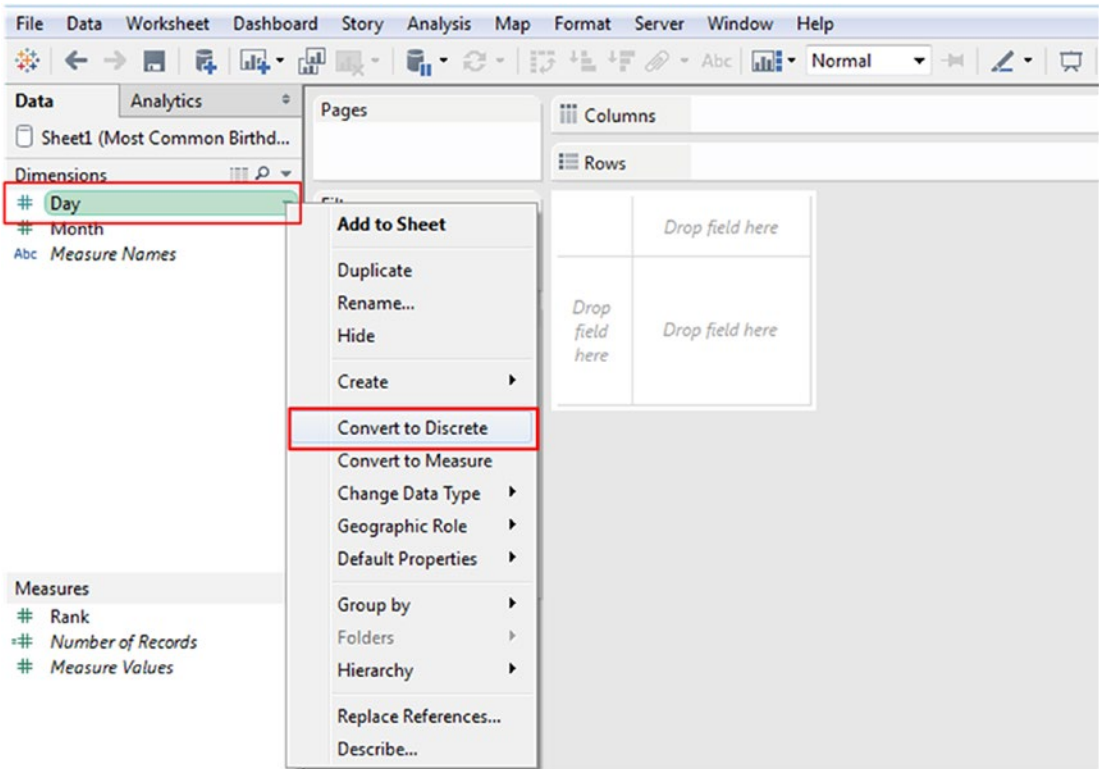 File Data Worksheet Dashboard Story Analysis Map Format Server Window Help
Abc Normal
Data Analytics
Sheet1 (Most Common Birthd...
Dimensions
# Day
# Month
Abc Measure Names
Measures
# Rank
=# Number of Records
# Measure Values
Pages
Columns
Rows
Add to Sheet
Duplicate
Rename...
Hide
Create
Convert to Discrete
Convert to Measure
Change Data Type
Geographic Role
Default Properties
Group by
Folders
Hierarchy
Replace References...
Describe...
Drop field here
Drop
field
here
Drop field here